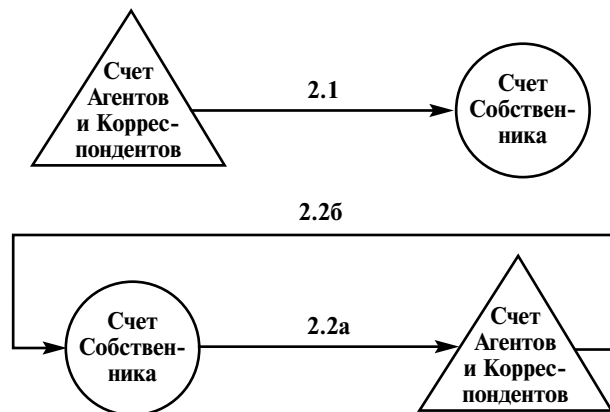 Счет
Агентов
и Коррес-
пондентов
2.1
Счет
Собствен-
ника
2.2б
Счет
Собствен-
ника
2.2а
Счет
Агентов
и Коррес-
пондентов